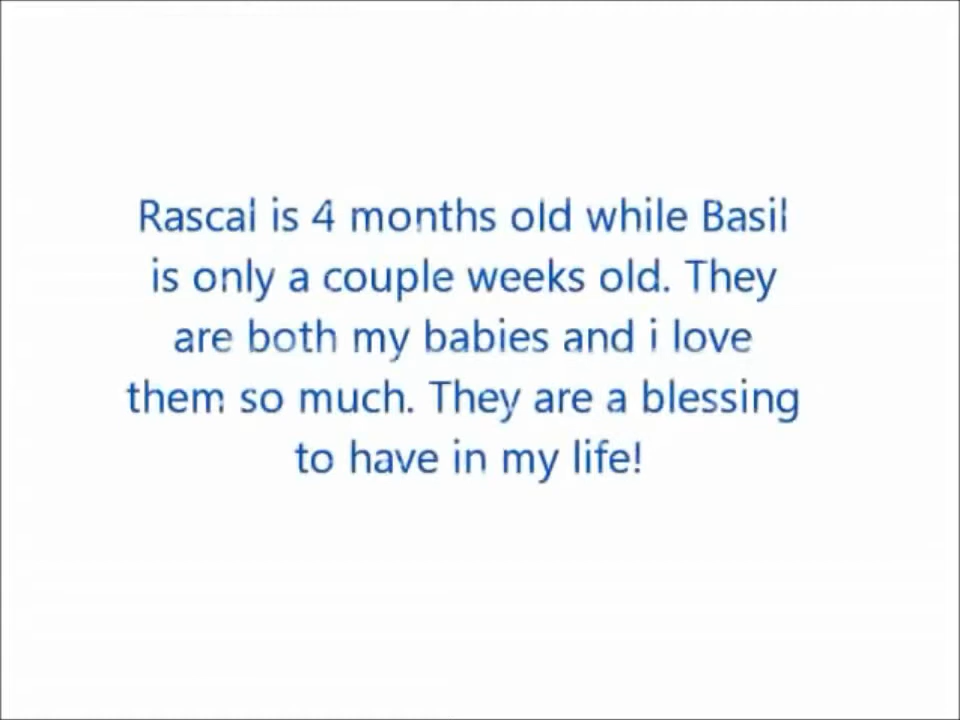 Rascal is 4 months old while Basil
is only a couple weeks old. They
are both my babies and i love
them so much. They are a blessing
to have in my life!